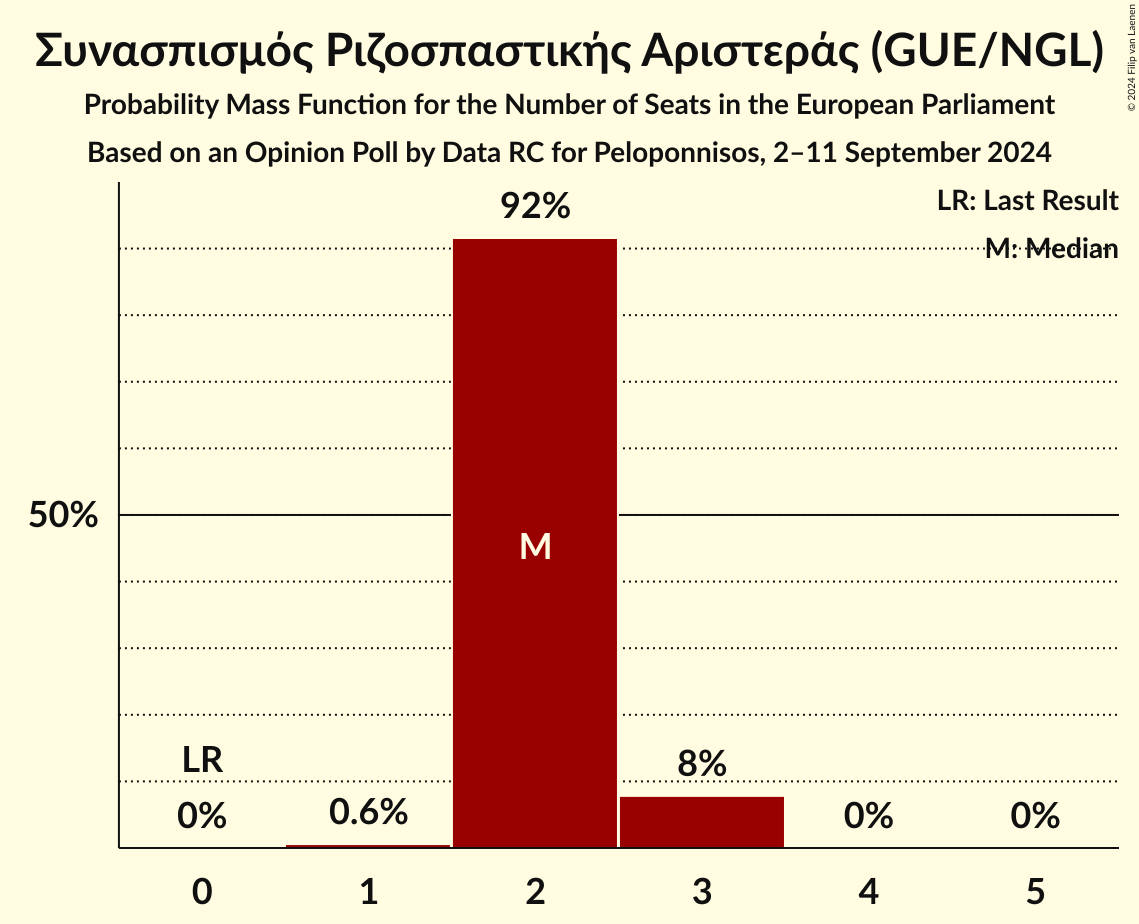 Συνασπισμός Ριζοσπαστικής Αριστεράς (GUE/NGL)
Probability Mass Function for the Number of Seats in the European Parliament
Based on an Opinion Poll by Data RC for Peloponnisos, 2–11 September 2024
© 2024 Filip van Laenen
LR: Last Result
M: Median
92%
50%
M
LR
8%
0%
0.6%
0%
0%
0
1
2
3
4
5